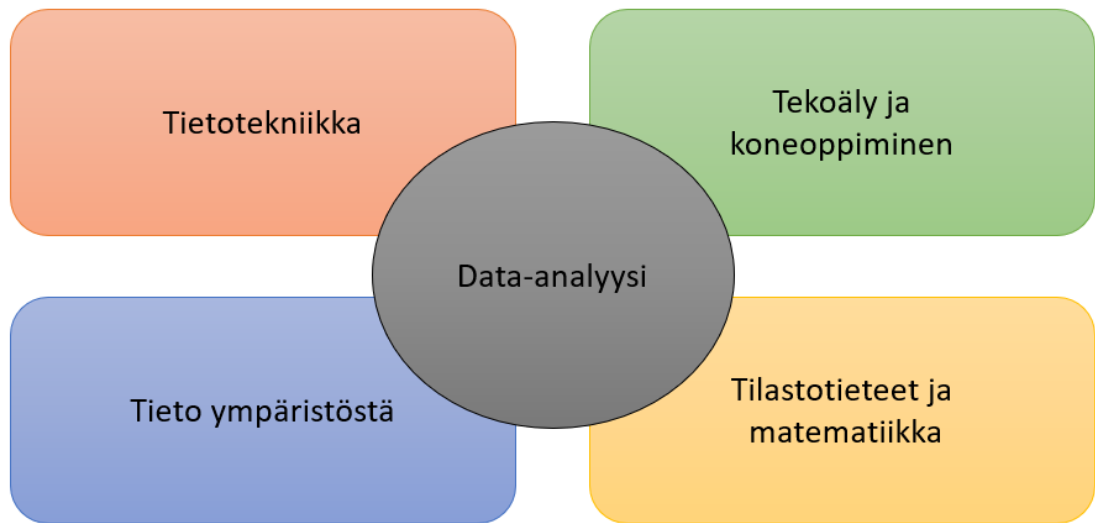 Tietotekniikka
Tekoäly ja
koneoppiminen
Data-analyysi
Tieto ympäristöstä
Tilastotieteet ja
matematiikka